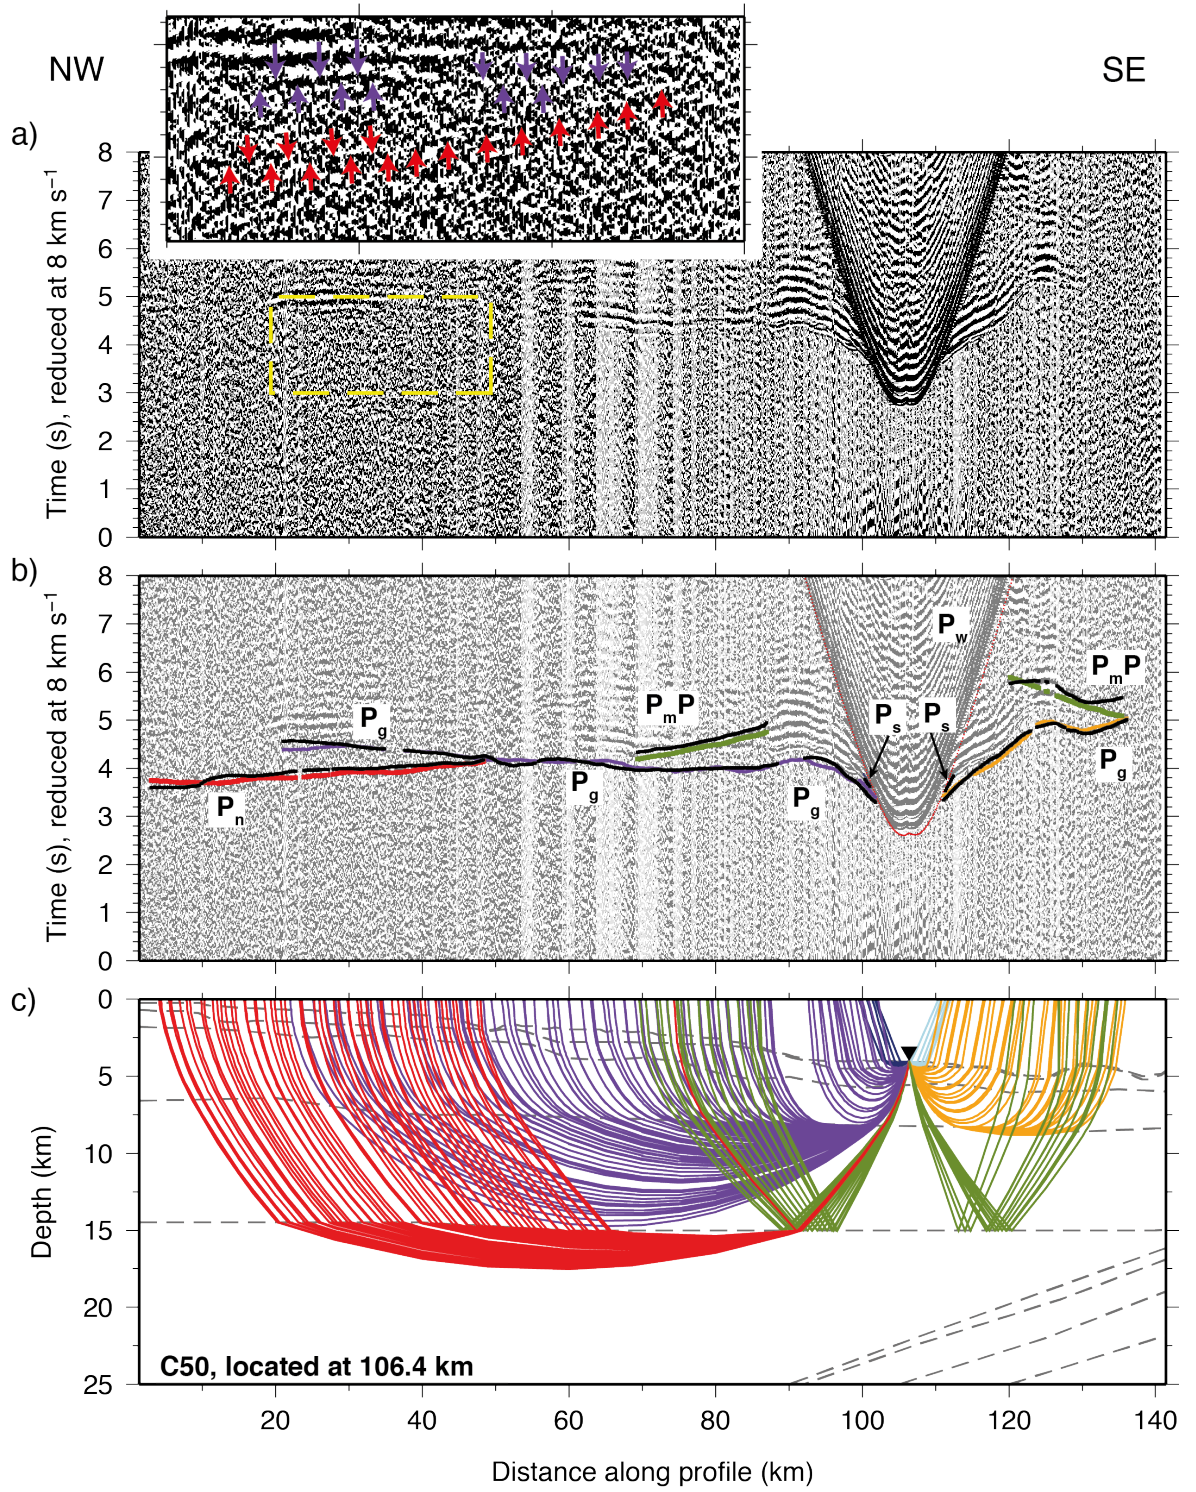 NW
SE
a)
8
7
6
5
4
3
2
1
0
Time (s), reduced at 8 km s⁻¹
b)
8
7
6
5
4
3
2
1
0
Time (s), reduced at 8 km s⁻¹
Pw
PmP
PmP
Pg
Ps
Ps
Pg
Pg
Pg
Pn
c)
0
5
10
15
20
25
Depth (km)
C50, located at 106.4 km
20 40 60 80 100 120 140
Distance along profile (km)